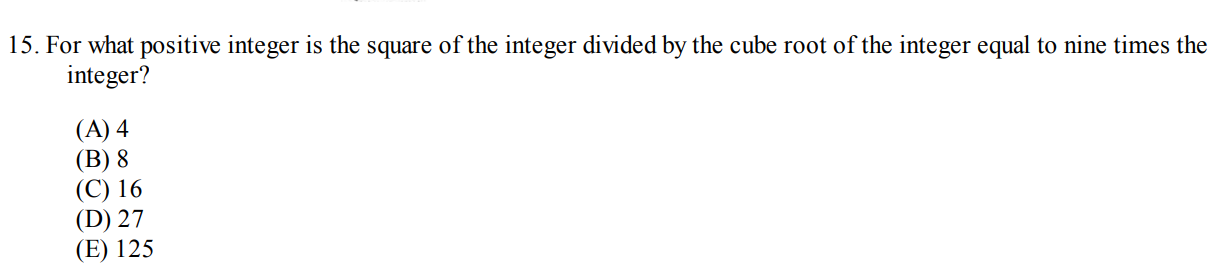 15. For what positive integer is the square of the integer divided by the cube root of the integer equal to nine times the
integer?
(A) 4
(B) 8
(C) 16
(D) 27
(E) 125